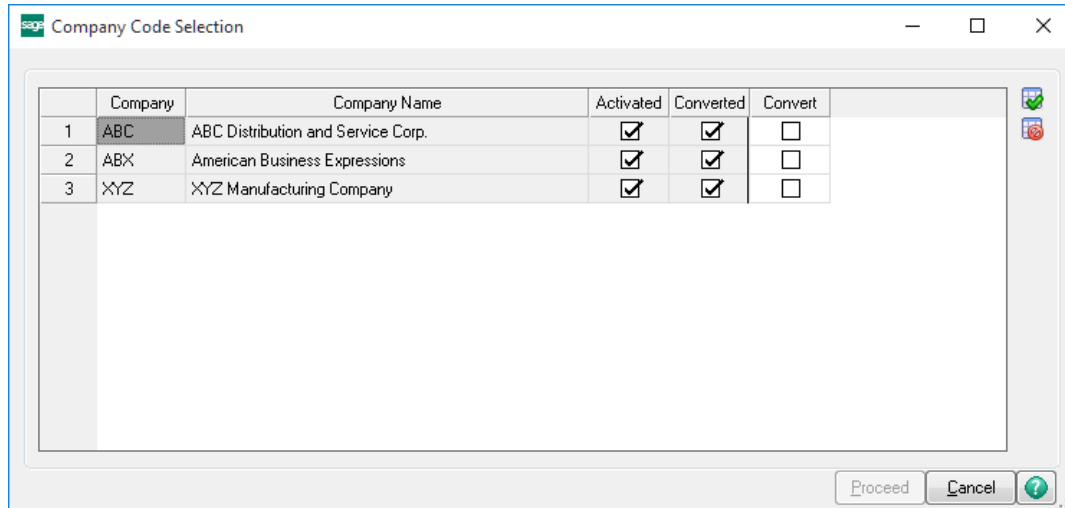 sage Company Code Selection
Company Company Name Activated Converted Convert
1 ABC ABC Distribution and Service Corp.
2 ABX American Business Expressions
3 XYZ XYZ Manufacturing Company
Proceed Cancel ?